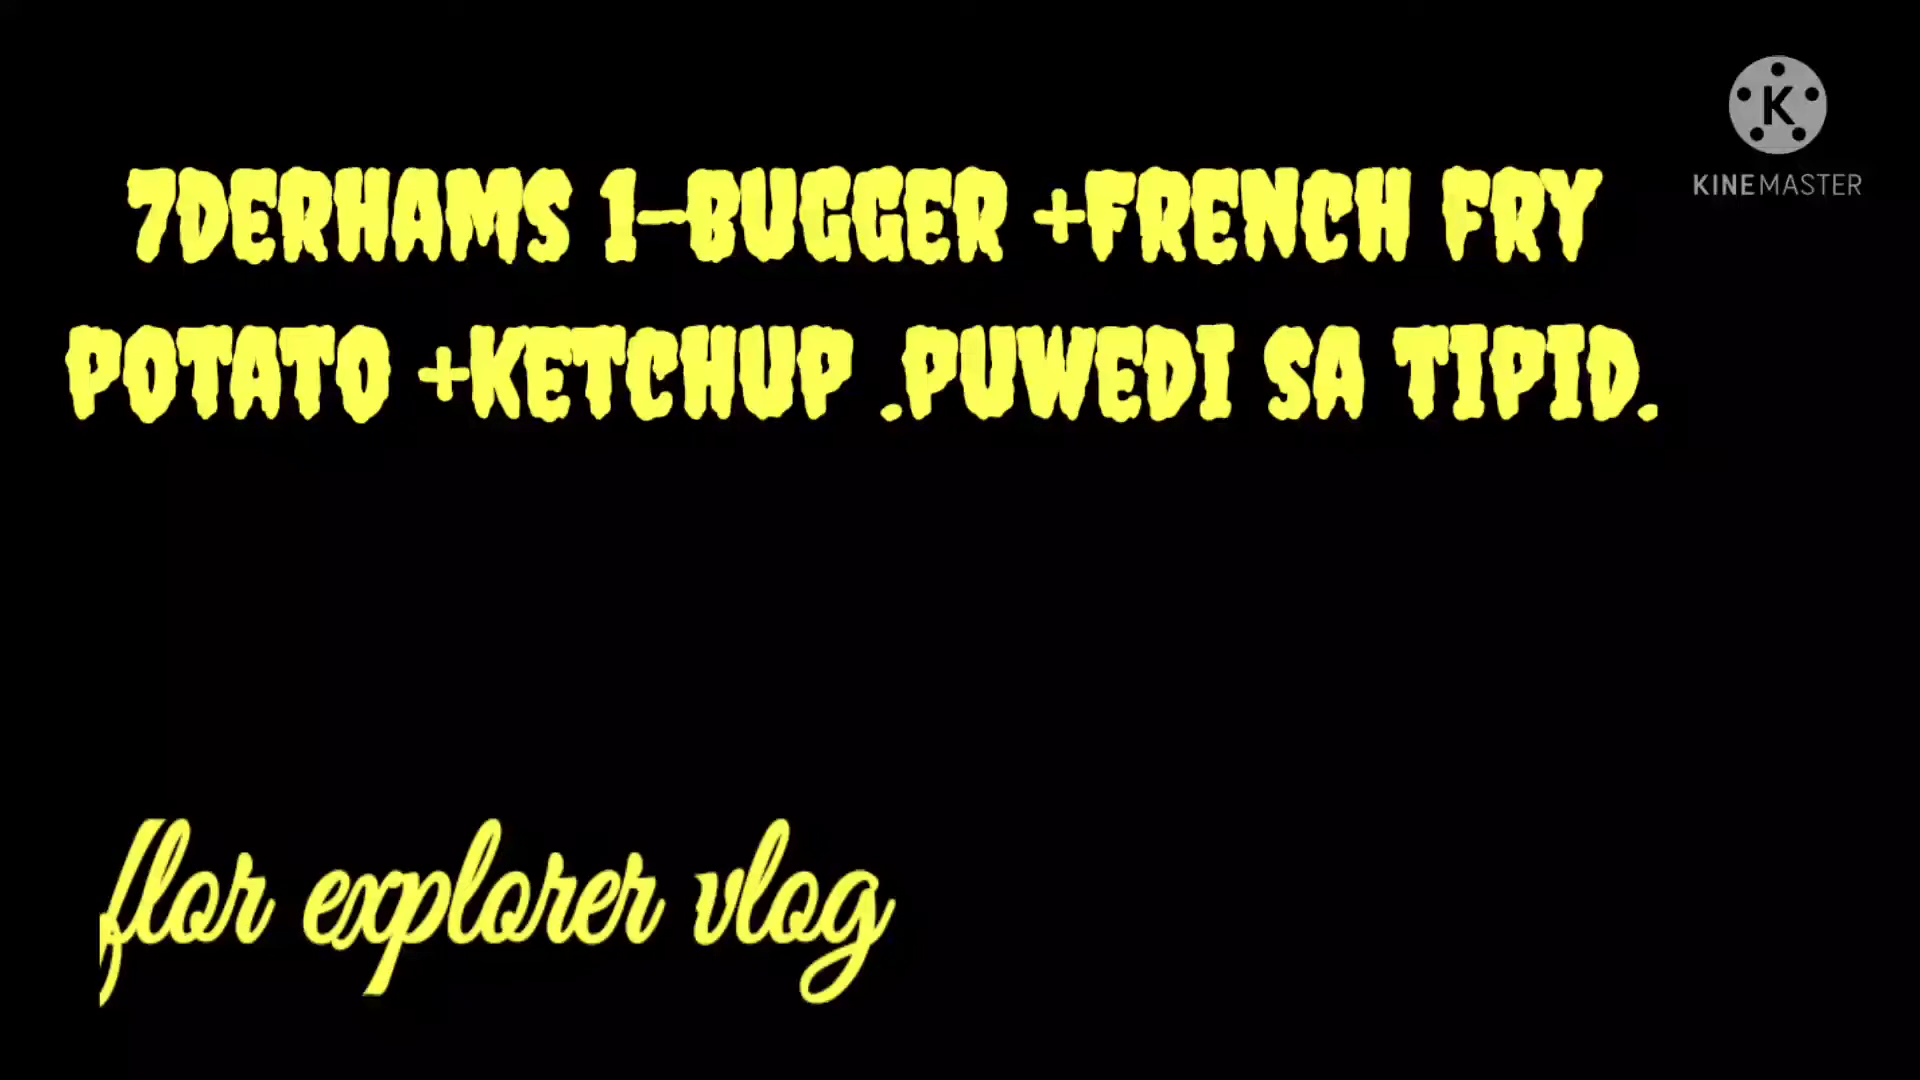 K
KINEMASTER
7DERHAMS 1-BUGGER +FRENCH FRY
POTATO +KETCHUP .PUWEDI SA TIPID.
flor explorer vlog